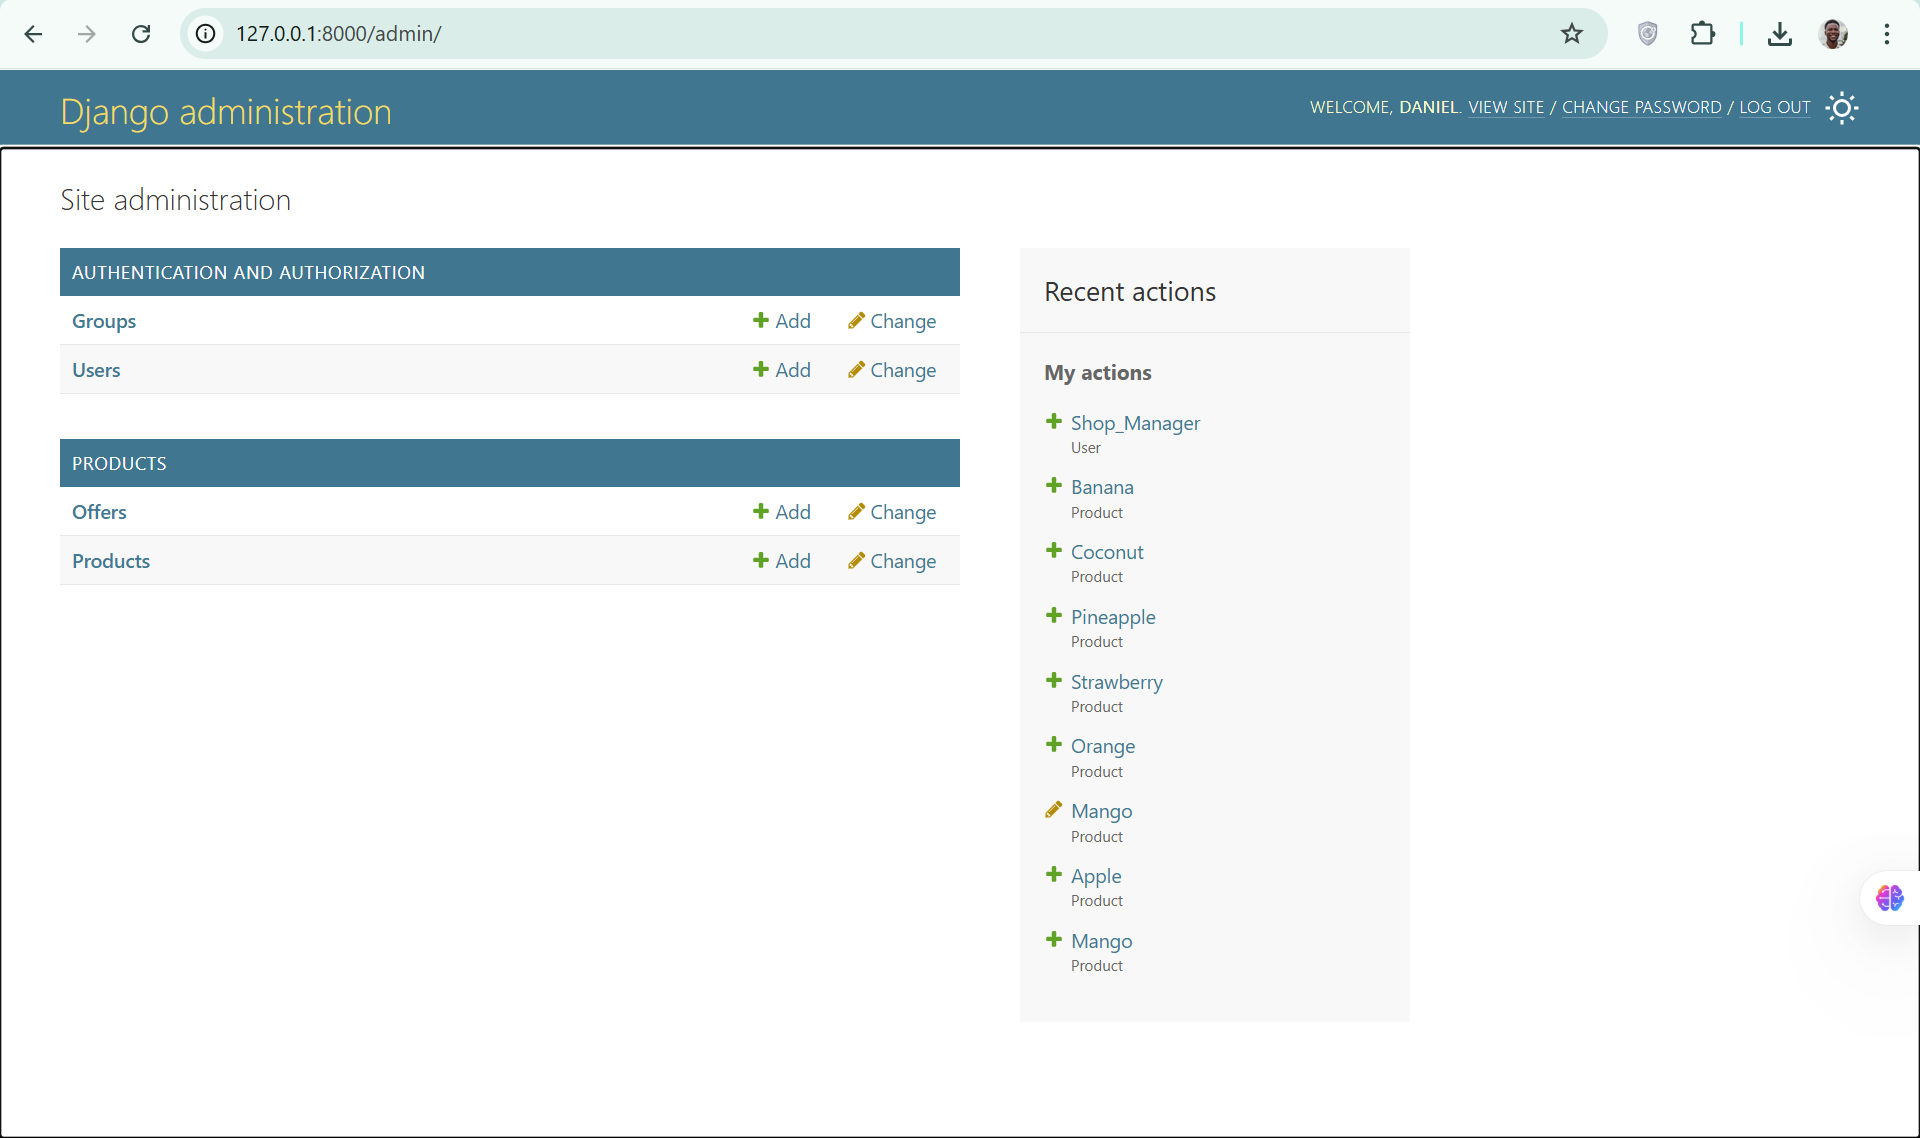 127.0.0.1:8000/admin/
Django administration
WELCOME, DANIEL. VIEW SITE / CHANGE PASSWORD / LOG OUT
Site administration
AUTHENTICATION AND AUTHORIZATION
Groups Add Change
Users Add Change
PRODUCTS
Offers Add Change
Products Add Change
Recent actions
My actions
Shop_Manager
User
Banana
Product
Coconut
Product
Pineapple
Product
Strawberry
Product
Orange
Product
Mango
Product
Apple
Product
Mango
Product